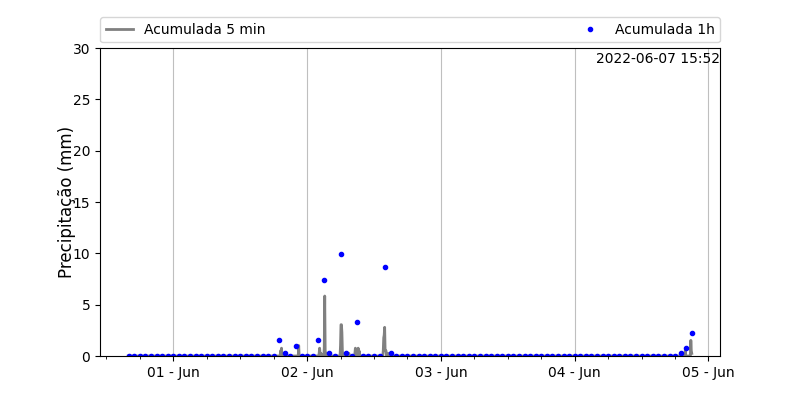 Acumulada 5 min
Acumulada 1h
2022-06-07 15:52
Precipitação (mm)
30
25
20
15
10
5
0
01 - Jun
02 - Jun
03 - Jun
04 - Jun
05 - Jun